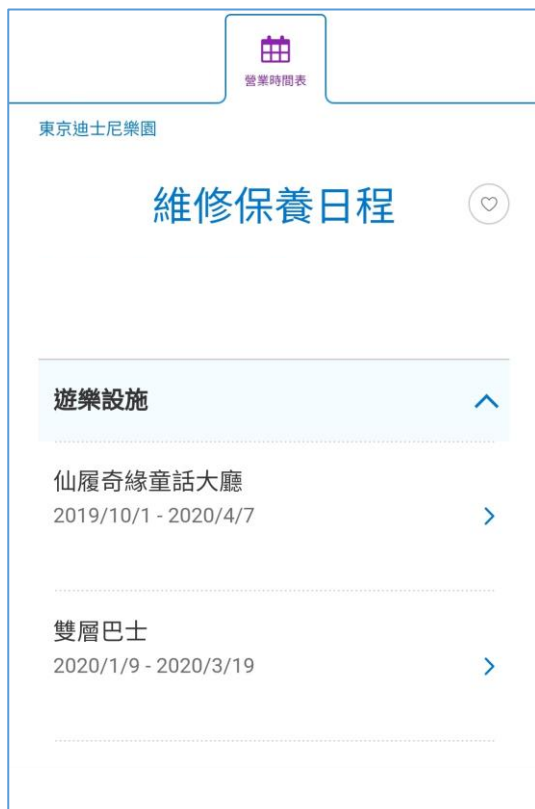 營業時間表
東京迪士尼樂園
維修保養日程
遊樂設施
仙履奇緣童話大廳
2019/10/1 - 2020/4/7
雙層巴士
2020/1/9 - 2020/3/19